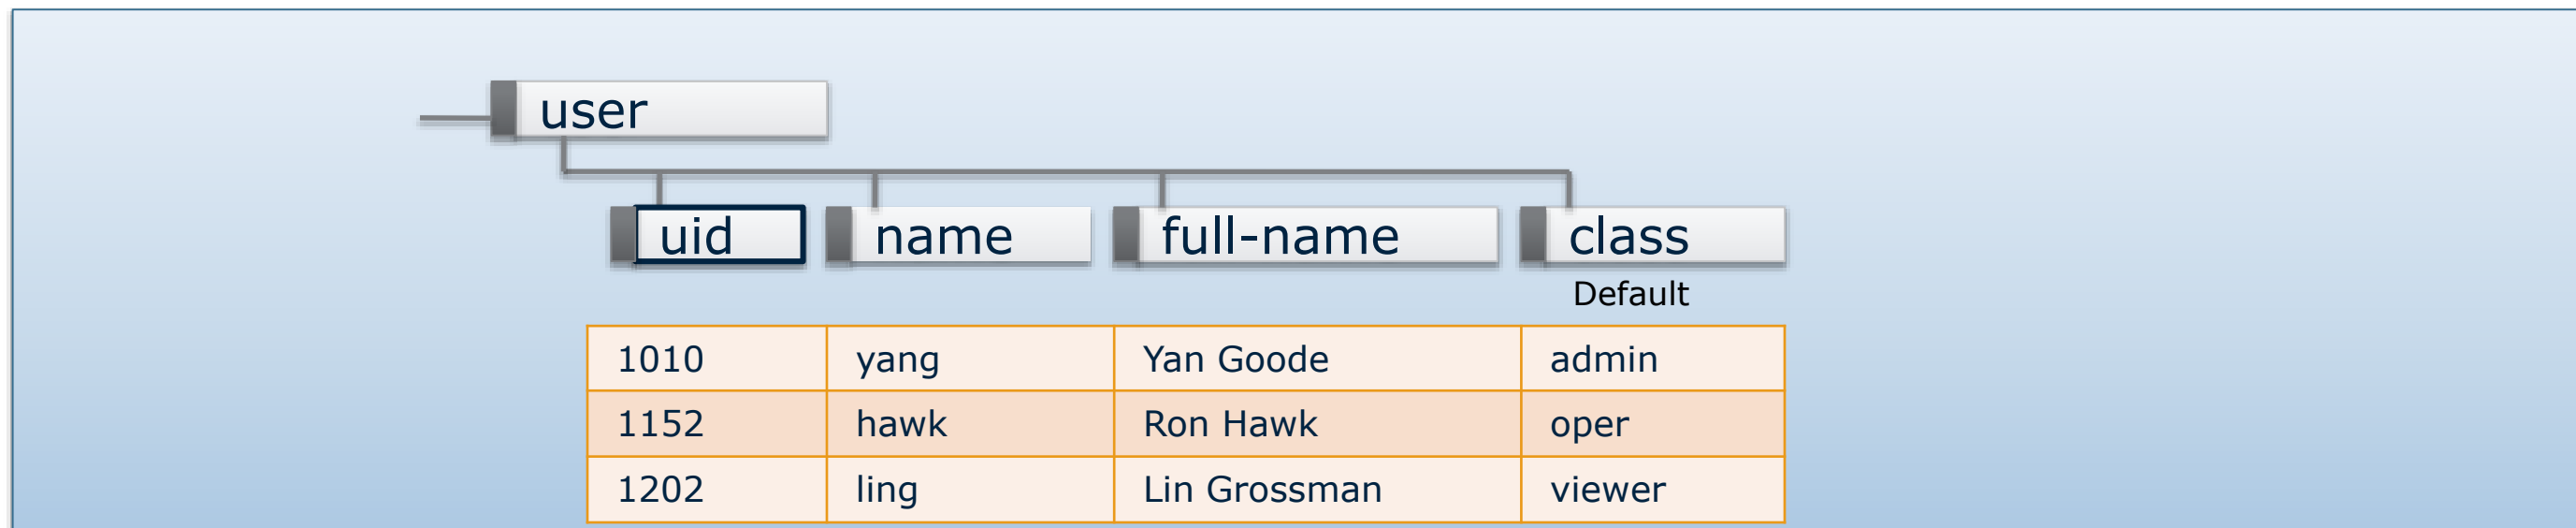 user
uid name full-name class
Default
1010 yang Yan Goode admin
1152 hawk Ron Hawk oper
1202 ling Lin Grossman viewer